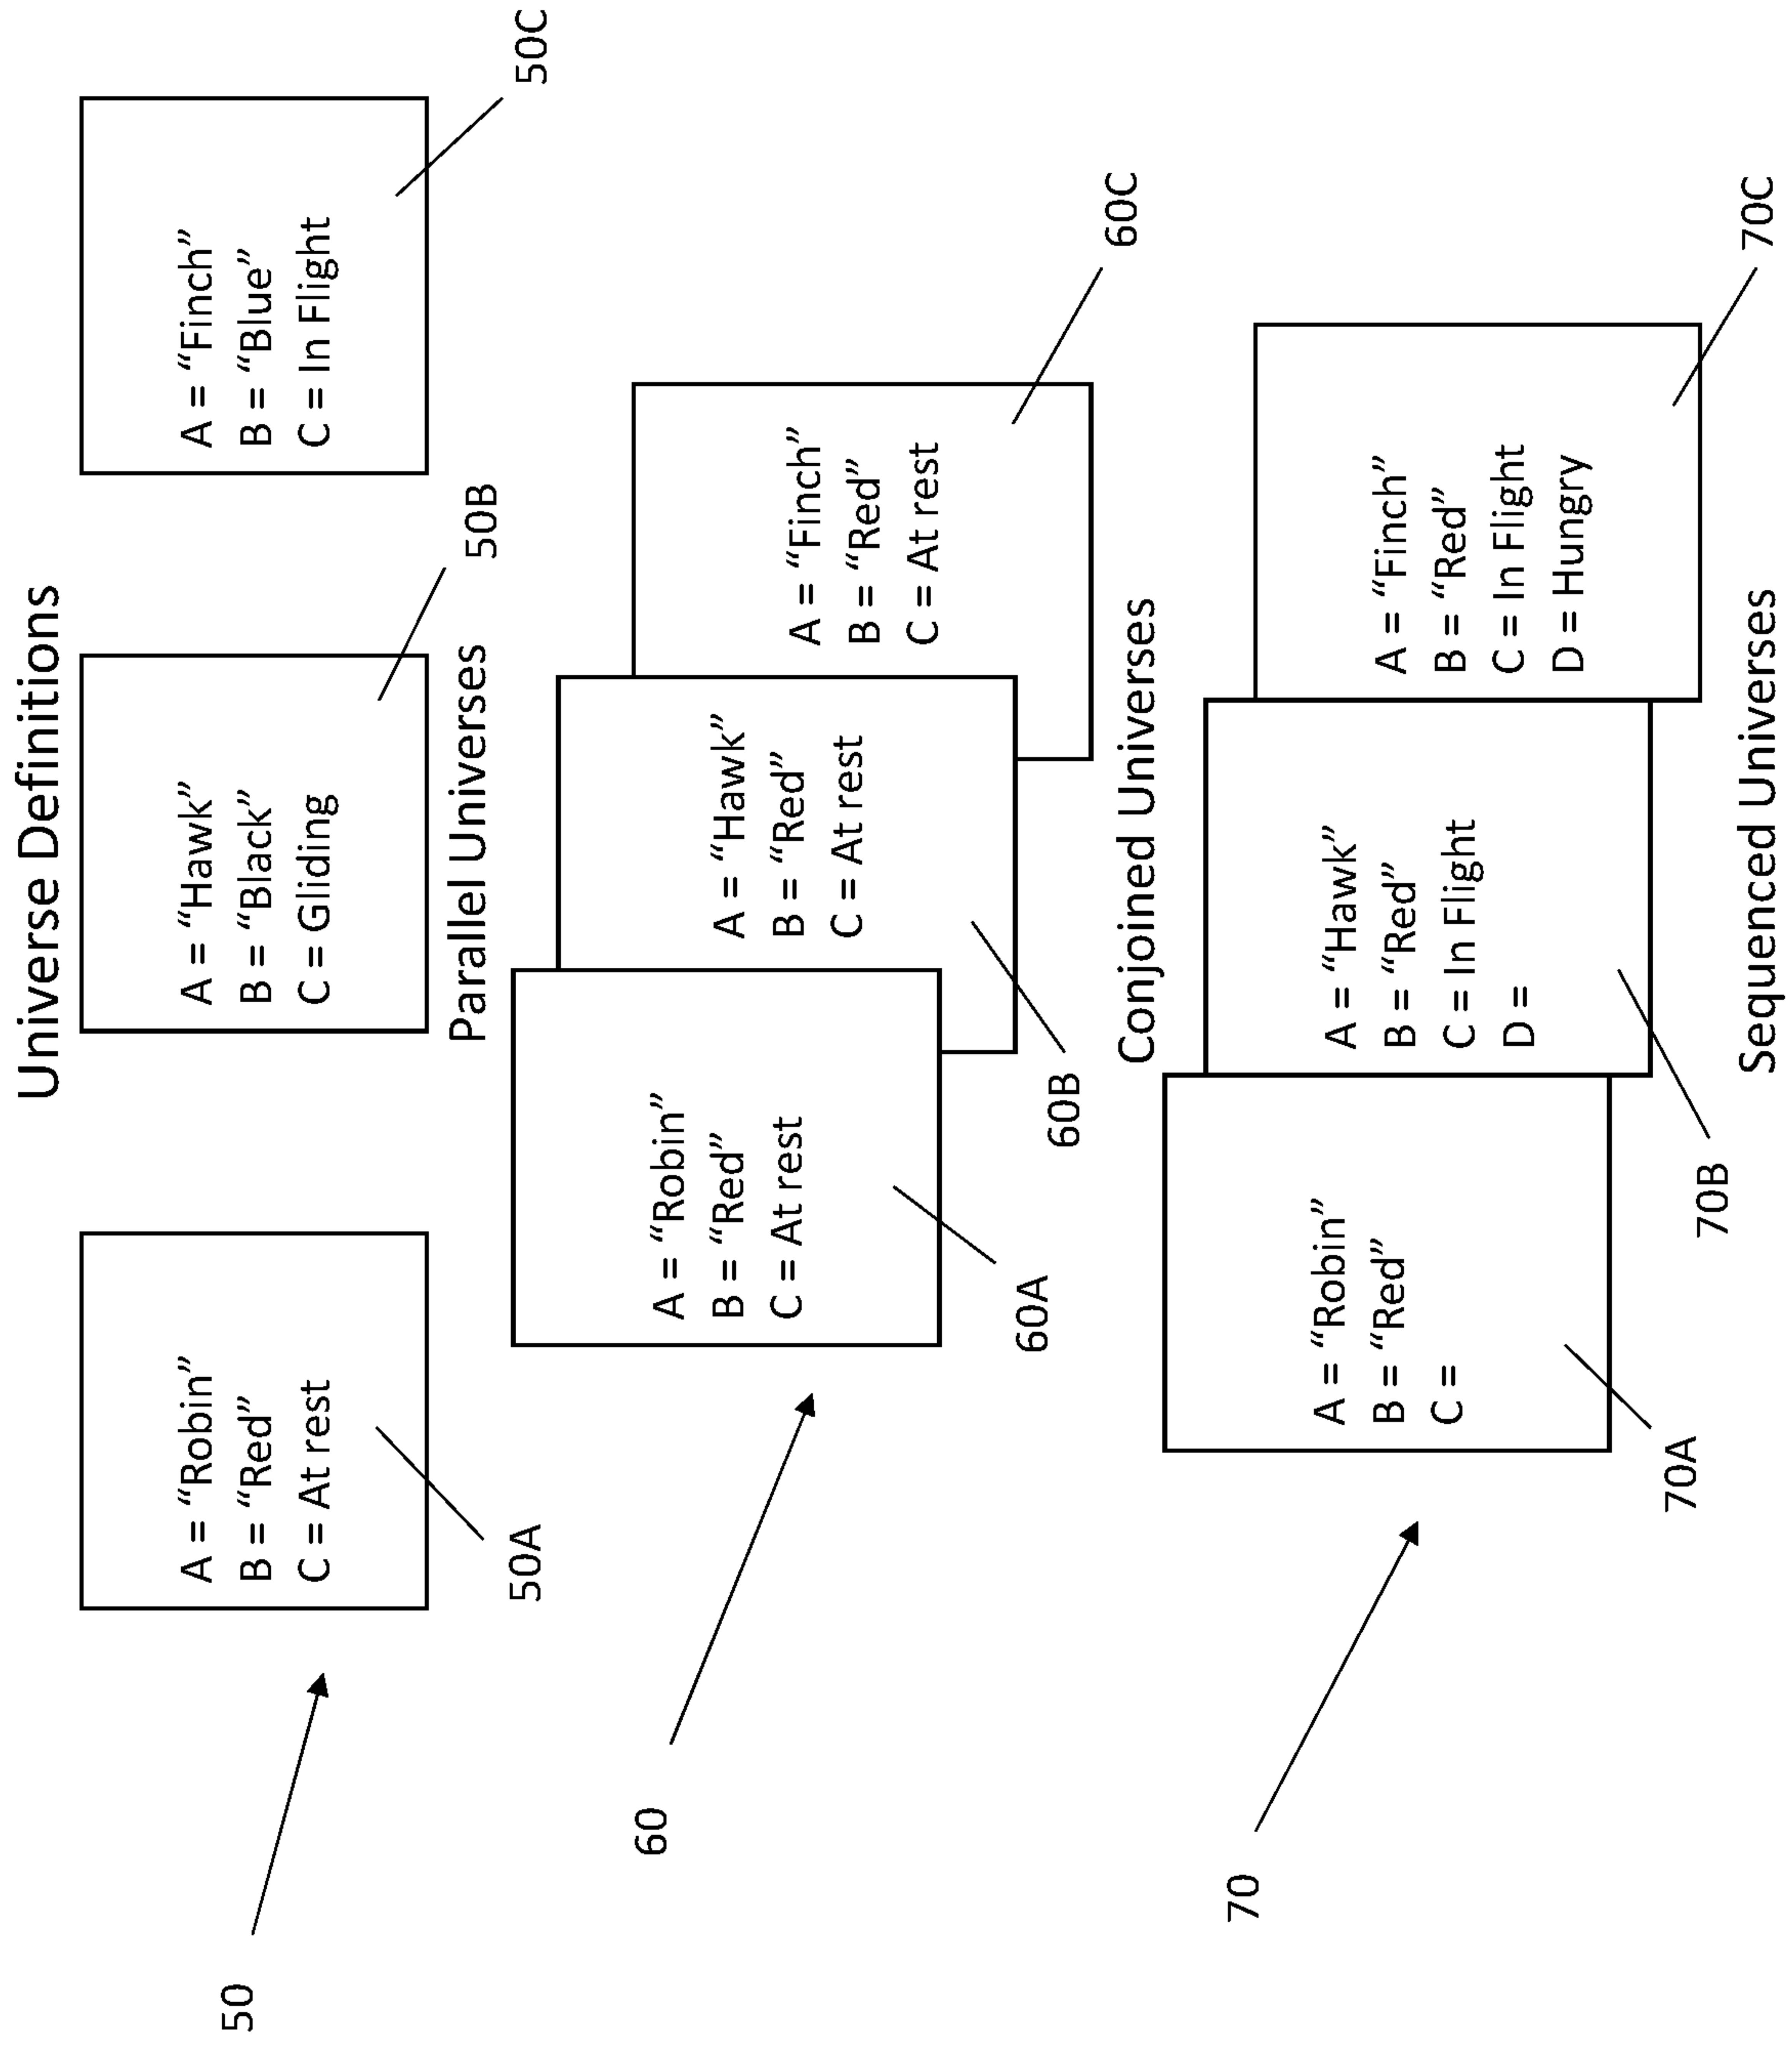 Universe Definitions
A = “Robin”
B = “Red”
C = At rest
A = “Hawk”
B = “Black”
C = Gliding
A = “Finch”
B = “Blue”
C = In Flight
50
50A
50B
50C
Parallel Universes
A = “Robin”
B = “Red”
C = At rest
A = “Hawk”
B = “Red”
C = At rest
A = “Finch”
B = “Red”
C = At rest
60
60A
60B
60C
Conjoined Universes
A = “Robin”
B = “Red”
C =
A = “Hawk”
B = “Red”
C = In Flight
D =
A = “Finch”
B = “Red”
C = In Flight
D = Hungry
70
70A
70B
70C
Sequenced Universes